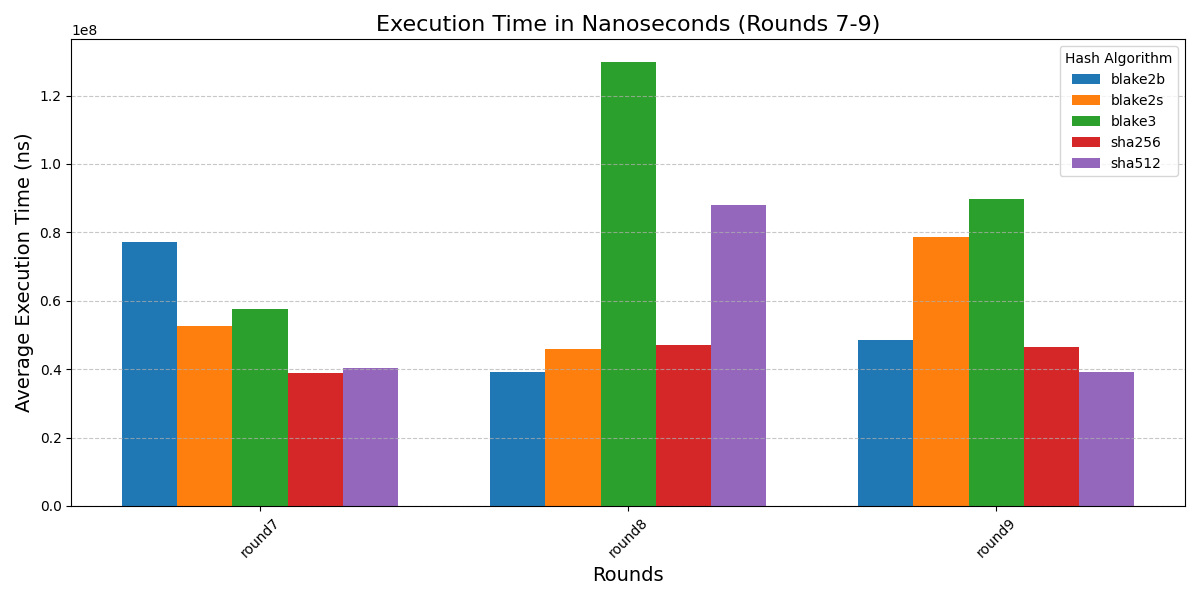 Execution Time in Nanoseconds (Rounds 7-9)
1e8
Average Execution Time (ns)
1.2
1.0
0.8
0.6
0.4
0.2
0.0
Hash Algorithm
blake2b
blake2s
blake3
sha256
sha512
round7
round8
round9
Rounds